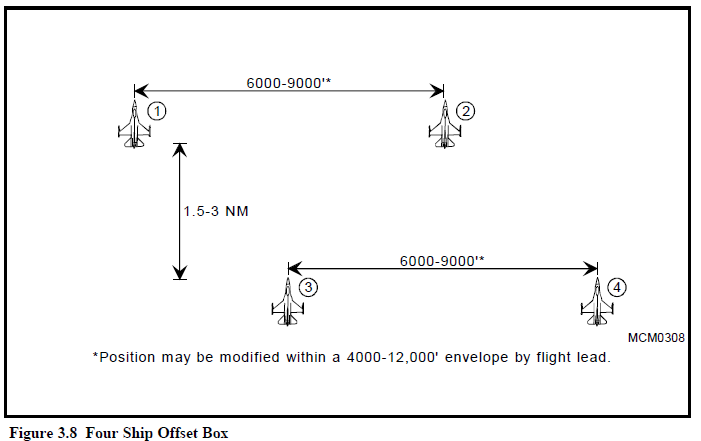 6000-9000'*
1
2
1.5-3 NM
6000-9000'*
3
4
MCM0308
*Position may be modified within a 4000-12,000' envelope by flight lead.
Figure 3.8 Four Ship Offset Box